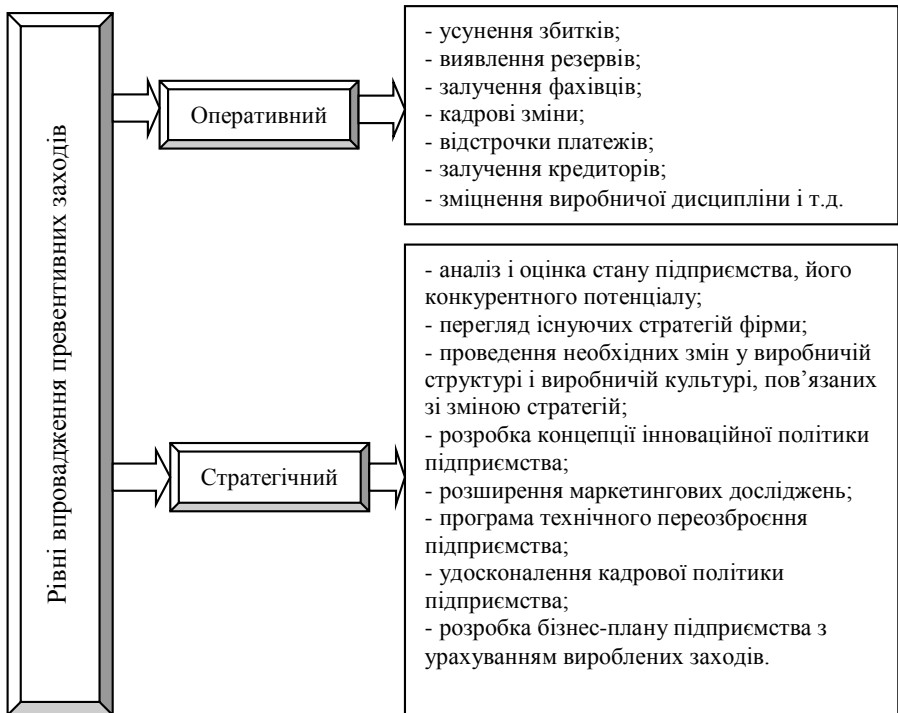 Рівні впровадження превентивних заходів
Оперативний
- усунення збитків;
- виявлення резервів;
- залучення фахівців;
- кадрові зміни;
- відстрочки платежів;
- залучення кредиторів;
- зміцнення виробничої дисципліни і т.д.
Стратегічний
- аналіз і оцінка стану підприємства, його
конкурентного потенціалу;
- перегляд існуючих стратегій фірми;
- проведення необхідних змін у виробничій
структурі і виробничій культурі, пов’язаних
зі зміною стратегій;
- розробка концепції інноваційної політики
підприємства;
- розширення маркетингових досліджень;
- програма технічного переозброєння
підприємства;
- удосконалення кадрової політики
підприємства;
- розробка бізнес-плану підприємства з
урахуванням вироблених заходів.